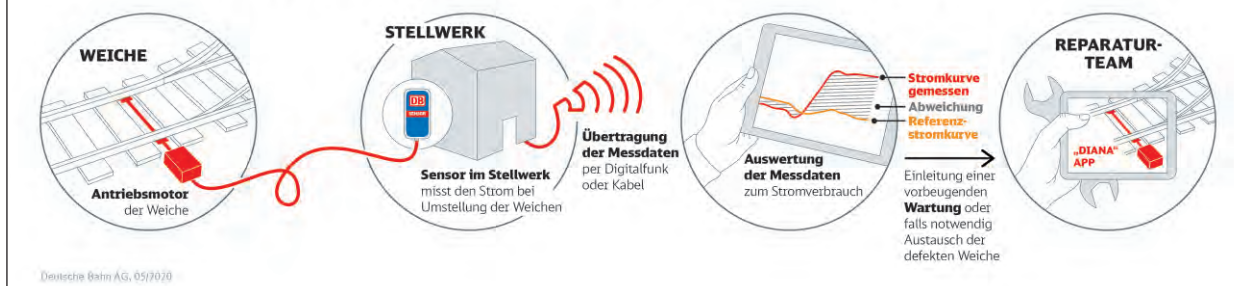 WEICHE
Antriebsmotor
der Weiche
STELLWERK
DB
SENSOR
Sensor im Stellwerk
misst den Strom bei
Umstellung der Weichen
Übertragung
der Messdaten
per Digitalfunk
oder Kabel
Auswertung
der Messdaten
zum Stromverbrauch
Stromkurve
gemessen
Abweichung
Referenz-
stromkurve
Einleitung einer
vorbeugenden
Wartung oder
falls notwendig
Austausch der
defekten Weiche
REPARATUR-
TEAM
„DIANA“
APP
Deutsche Bahn AG, 05/2020